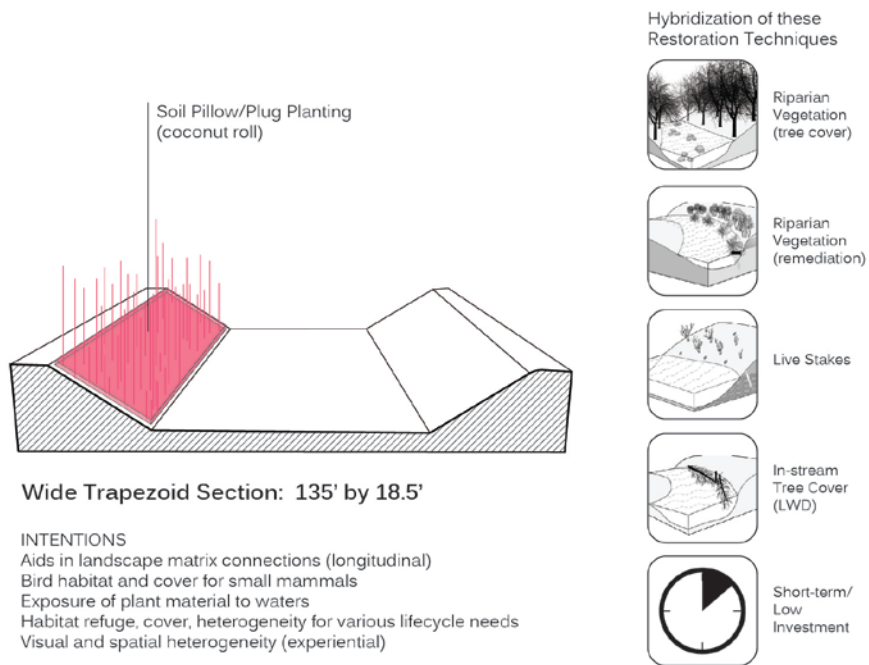 Soil Pillow/Plug Planting
(coconut roll)
Wide Trapezoid Section: 135' by 18.5'
INTENTIONS
Aids in landscape matrix connections (longitudinal)
Bird habitat and cover for small mammals
Exposure of plant material to waters
Habitat refuge, cover, heterogeneity for various lifecycle needs
Visual and spatial heterogeneity (experiential)
Hybridization of these
Restoration Techniques
Riparian
Vegetation
(tree cover)
Riparian
Vegetation
(remediation)
Live Stakes
In-stream
Tree Cover
(LWD)
Short-term/
Low
Investment